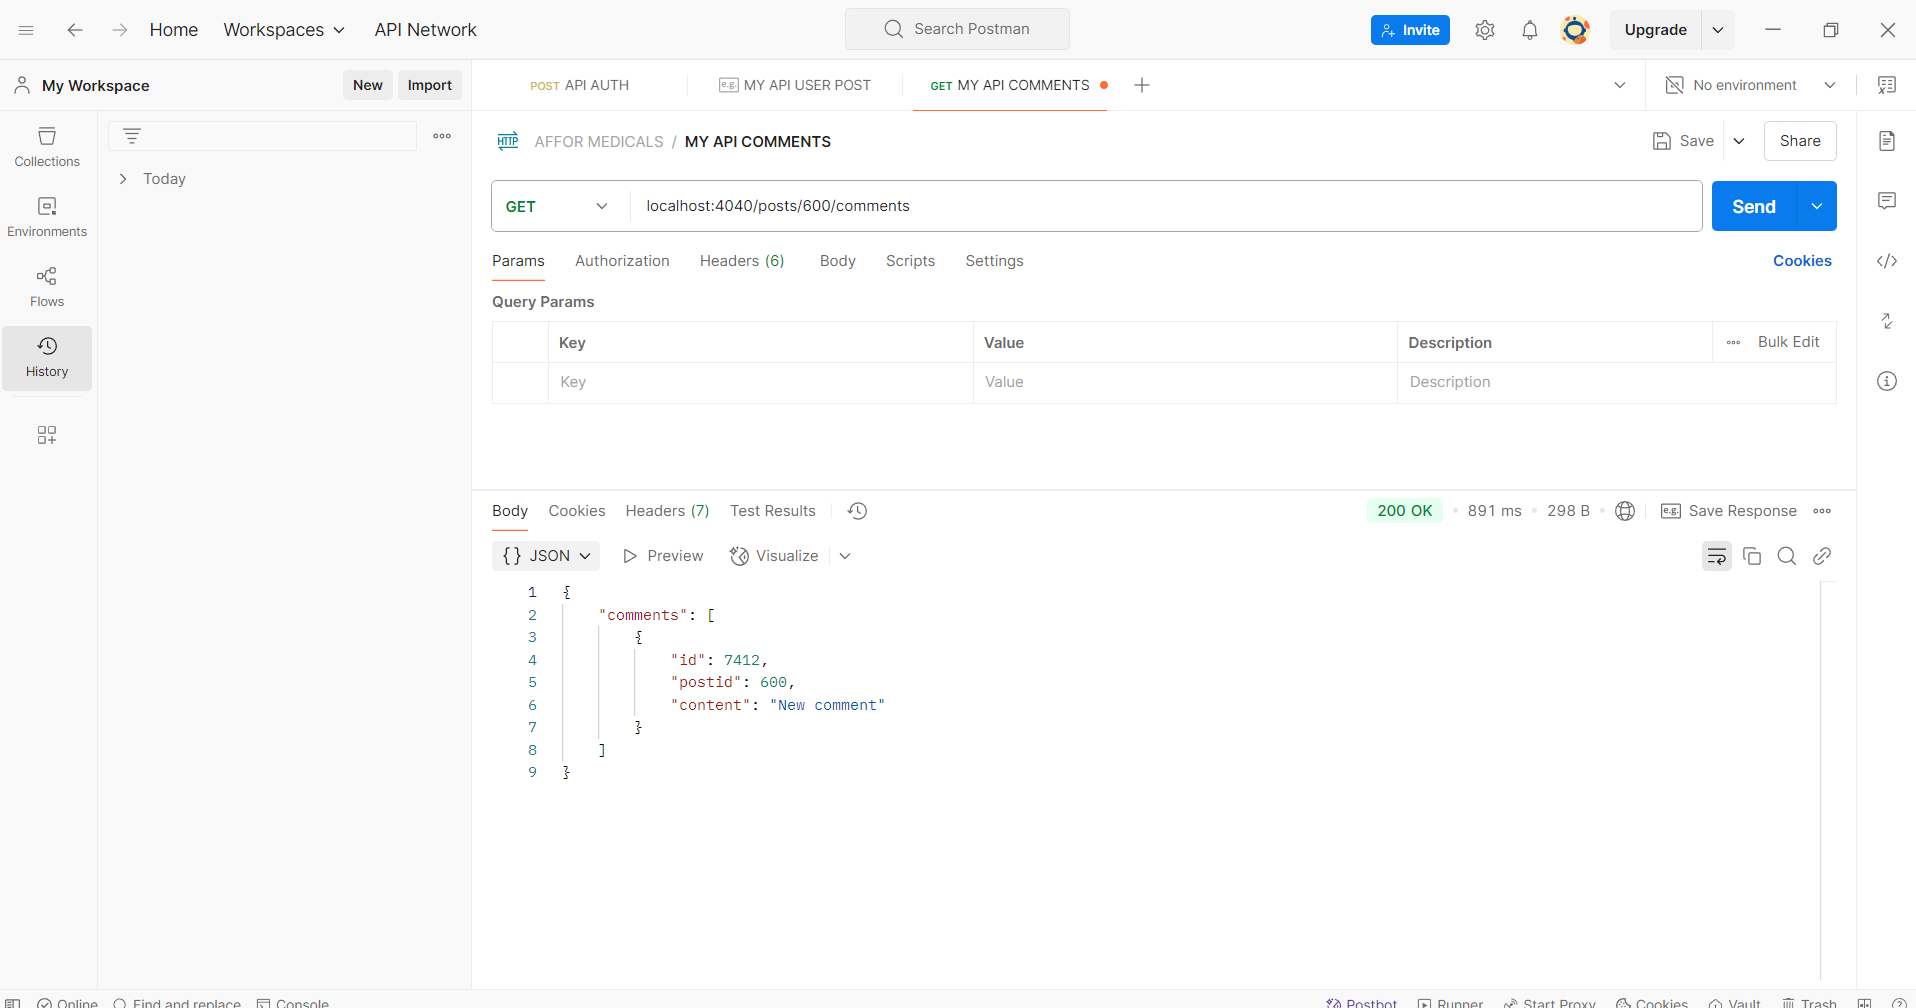 Home Workspaces API Network Search Postman Invite Upgrade
My Workspace New Import POST API AUTH e.g. MY API USER POST GET MY API COMMENTS No environment
Collections
Environments
Flows
History
Today
HTTP AFFOR MEDICALS / MY API COMMENTS Save Share
GET localhost:4040/posts/600/comments Send
Params Authorization Headers (6) Body Scripts Settings Cookies
Query Params
Key Value Description Bulk Edit
Key Value Description
Body Cookies Headers (7) Test Results 200 OK 891 ms 298 B e.g. Save Response
{} JSON Preview Visualize
1 {
2 "comments": [
3 {
4 "id": 7412,
5 "postid": 600,
6 "content": "New comment"
7 }
8 ]
9 }
Online Find and replace Console Postbot Runner Start Proxy Cookies Vault Trash